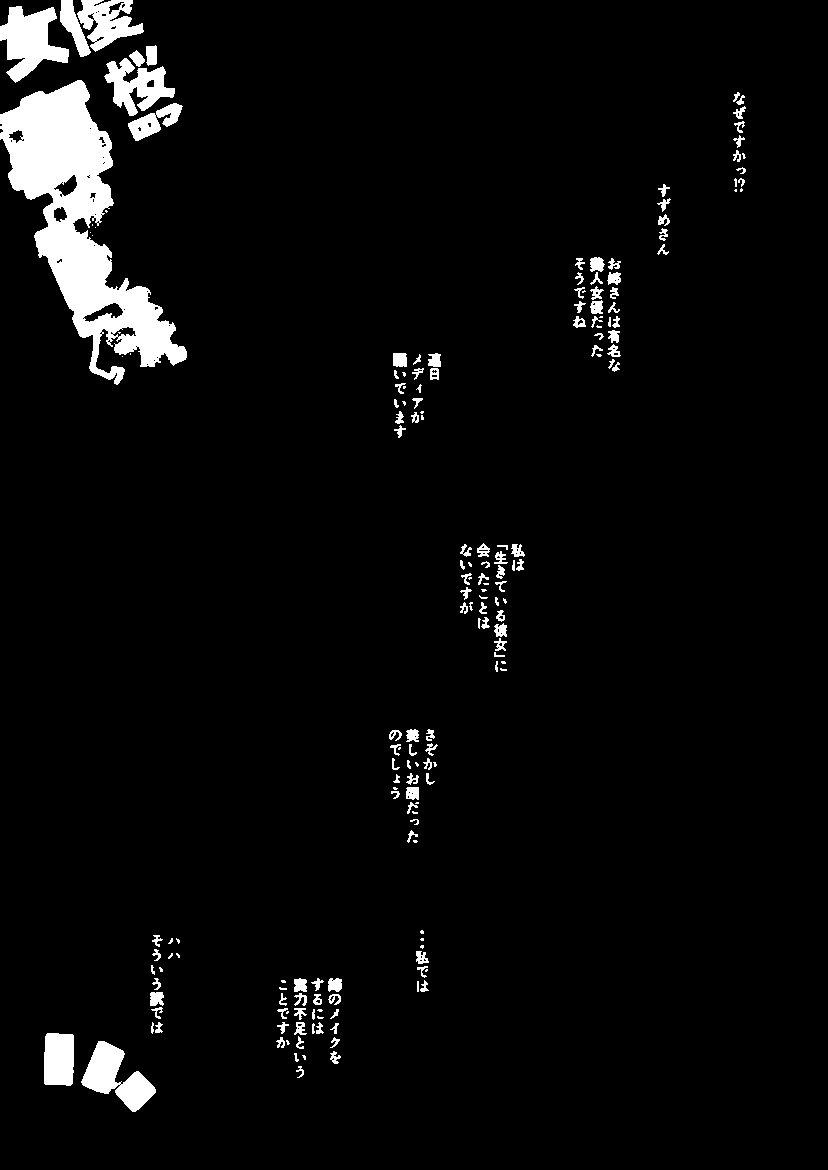 なぜですかっ!?
すずめさん
お姉さんは有名な
美人女優だった
そうですね
連日
メディアが
騒いでいます
私は
「生きている彼女」に
会ったことは
ないですが
さぞかし
美しいお顔だった
のでしょう
…私では
姉のメイクを
するには
実力不足という
ことですか
ハハ
そういう訳では
女優
桜